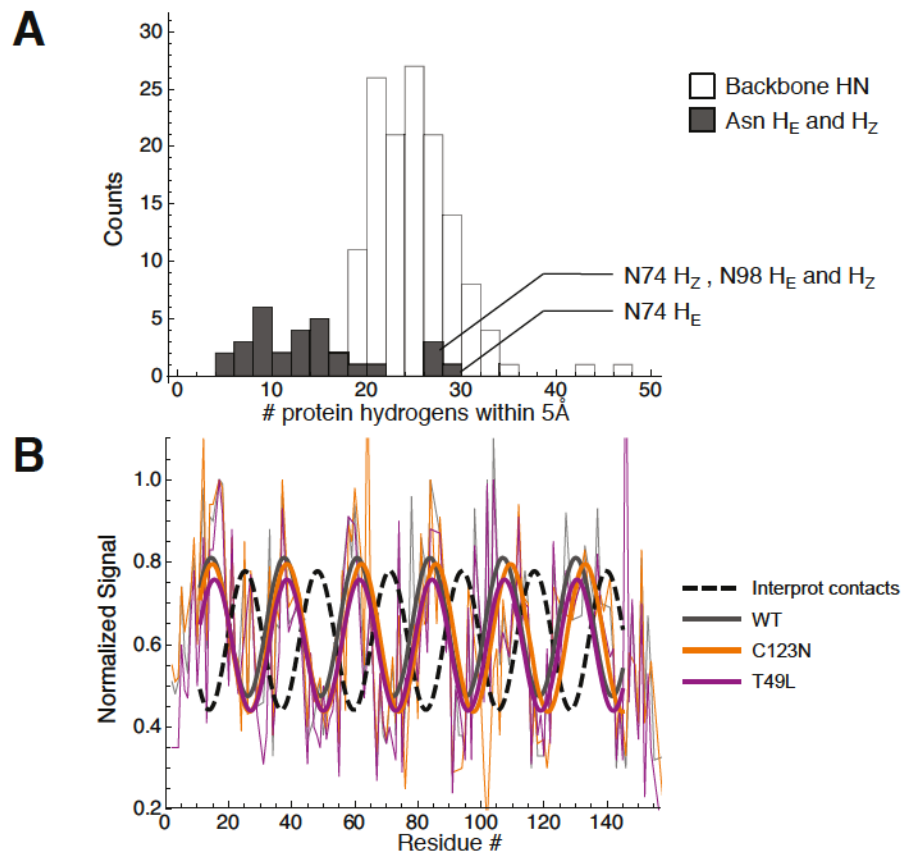 A
Counts
30
25
20
15
10
5
0
0 10 20 30 40 50
# protein hydrogens within 5Å
Backbone HN
Asn H_E and H_Z
N74 H_Z , N98 H_E and H_Z
N74 H_E
B
Normalized Signal
1.0
0.8
0.6
0.4
0.2
0 20 40 60 80 100 120 140
Residue #
Interprot contacts
WT
C123N
T49L